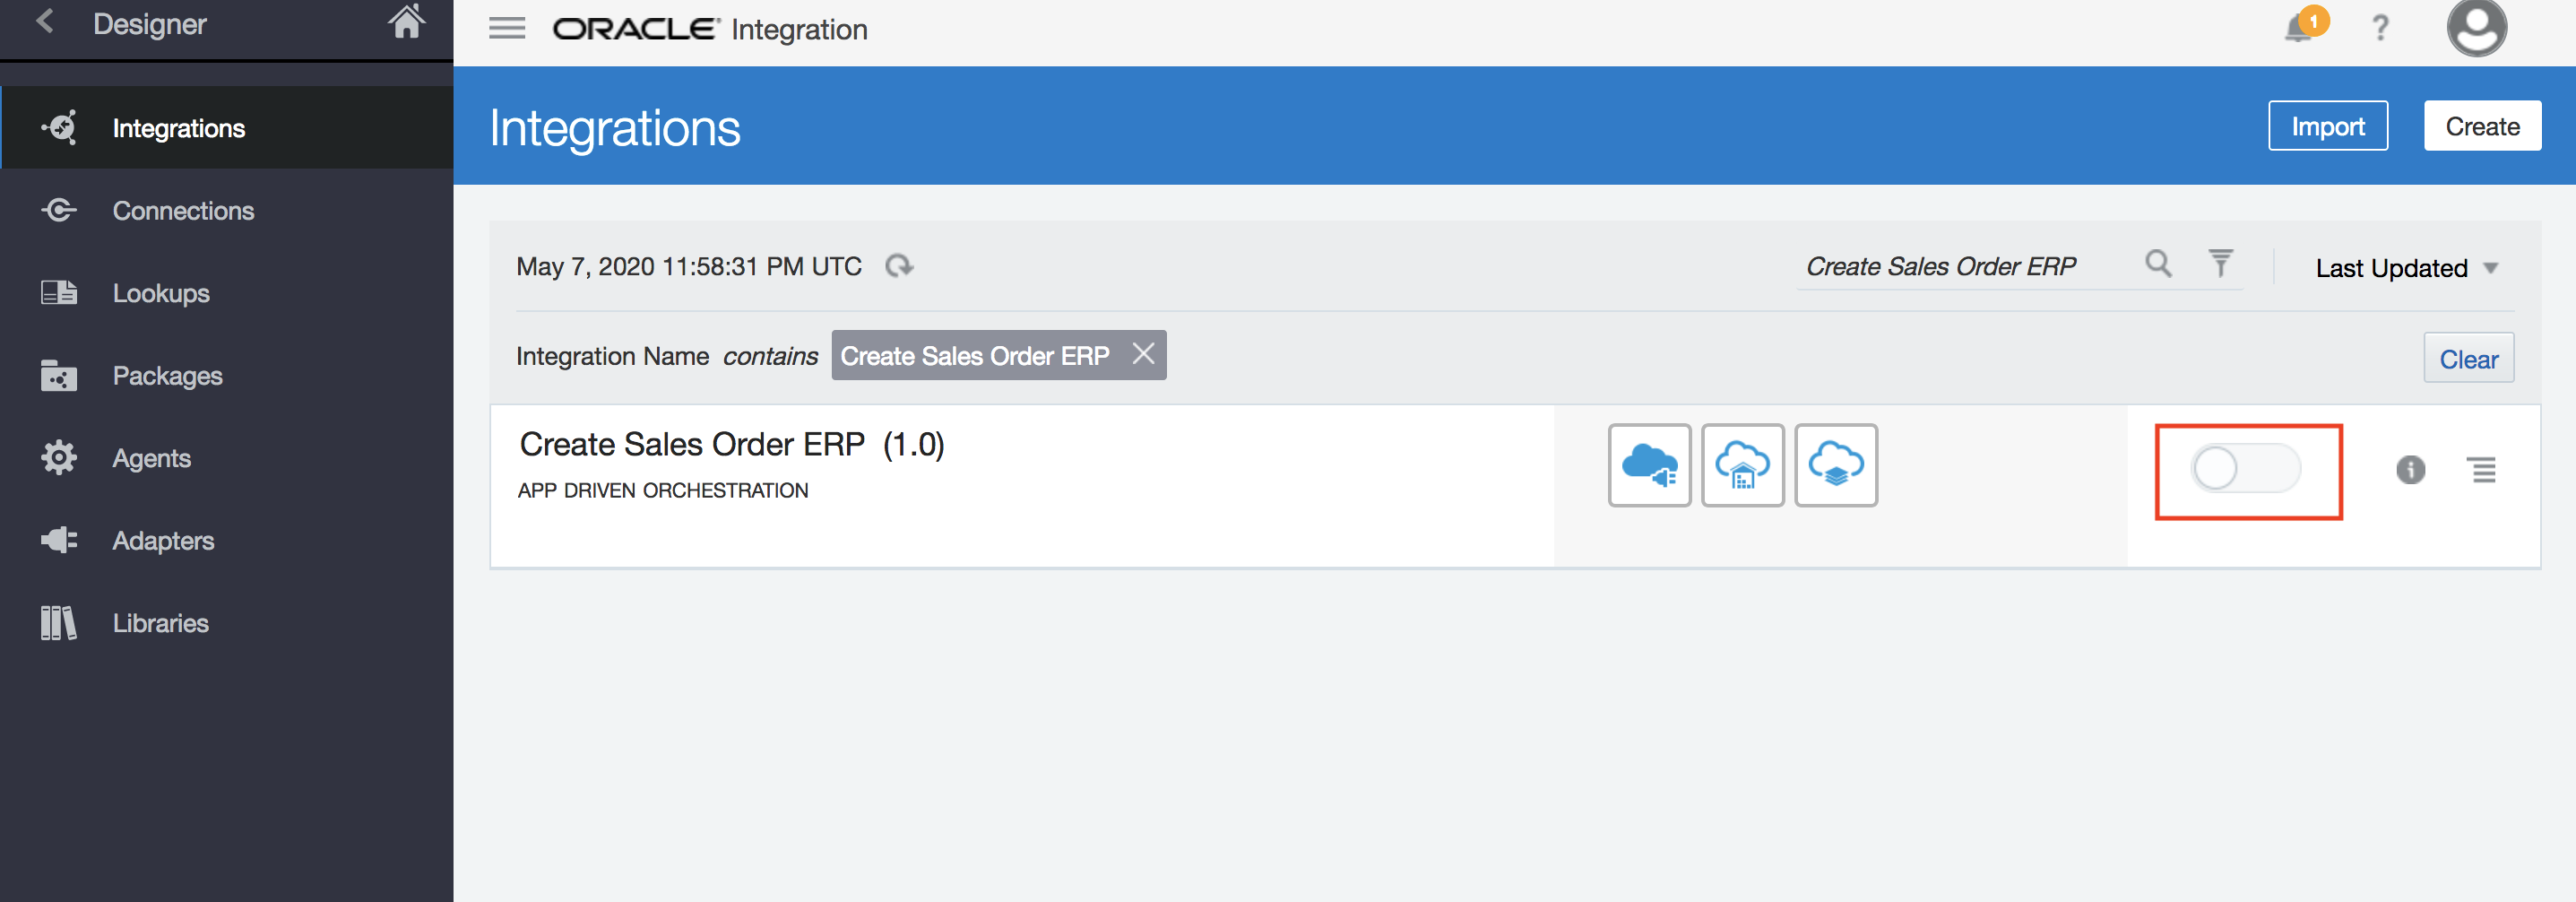 Designer
Integrations
Connections
Lookups
Packages
Agents
Adapters
Libraries
ORACLE Integration
1
?
Integrations
Import
Create
May 7, 2020 11:58:31 PM UTC
Create Sales Order ERP
Last Updated
Integration Name contains Create Sales Order ERP
Clear
Create Sales Order ERP (1.0)
APP DRIVEN ORCHESTRATION